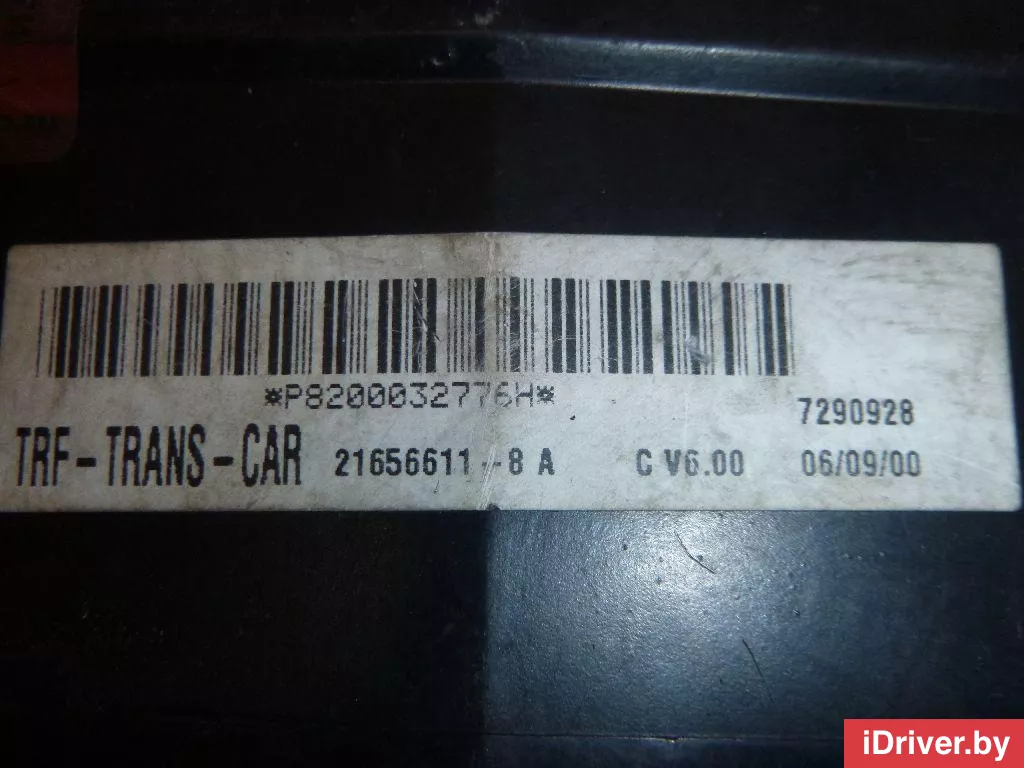 *P8200032776H*
7290928
TRF-TRANS-CAR 21656611-8 A C V6.00 06/09/00
iDriver.by